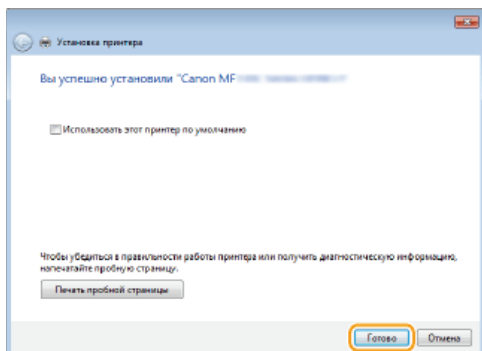 Установка принтера
Вы успешно установили "Canon MF
Использовать этот принтер по умолчанию
Чтобы убедиться в правильности работы принтера или получить диагностическую информацию,
напечатайте пробную страницу.
Печать пробной страницы
Готово Отмена